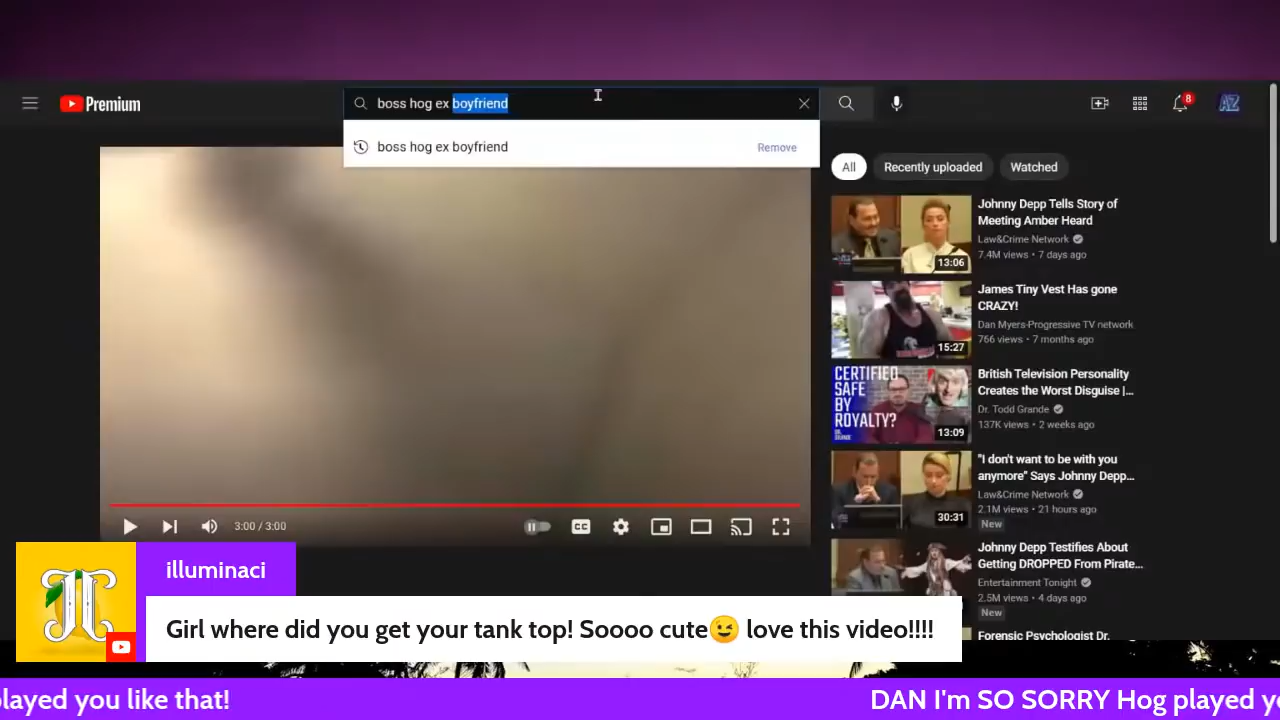 Premium
boss hog ex boyfriend
8
AZ
boss hog ex boyfriend
Remove
All
Recently uploaded
Watched
Johnny Depp Tells Story of
Meeting Amber Heard
Law&Crime Network
7.4M views • 7 days ago
13:06
James Tiny Vest Has gone
CRAZY!
Dan Myers-Progressive TV network
766 views • 7 months ago
15:27
CERTIFIED
SAFE
BY
ROYALTY?
13:09
British Television Personality
Creates the Worst Disguise |...
Dr. Todd Grande
137K views • 2 weeks ago
"I don't want to be with you
anymore" Says Johnny Depp...
Law&Crime Network
2.1M views • 21 hours ago
New
30:31
Johnny Depp Testifies About
Getting DROPPED From Pirate...
Entertainment Tonight
2.5M views • 4 days ago
New
Forensic Psychologist Dr.
3:00 / 3:00
CC
illuminaci
Girl where did you get your tank top! Soooo cute😉 love this video!!!!
played you like that!
DAN I'm SO SORRY Hog played yo